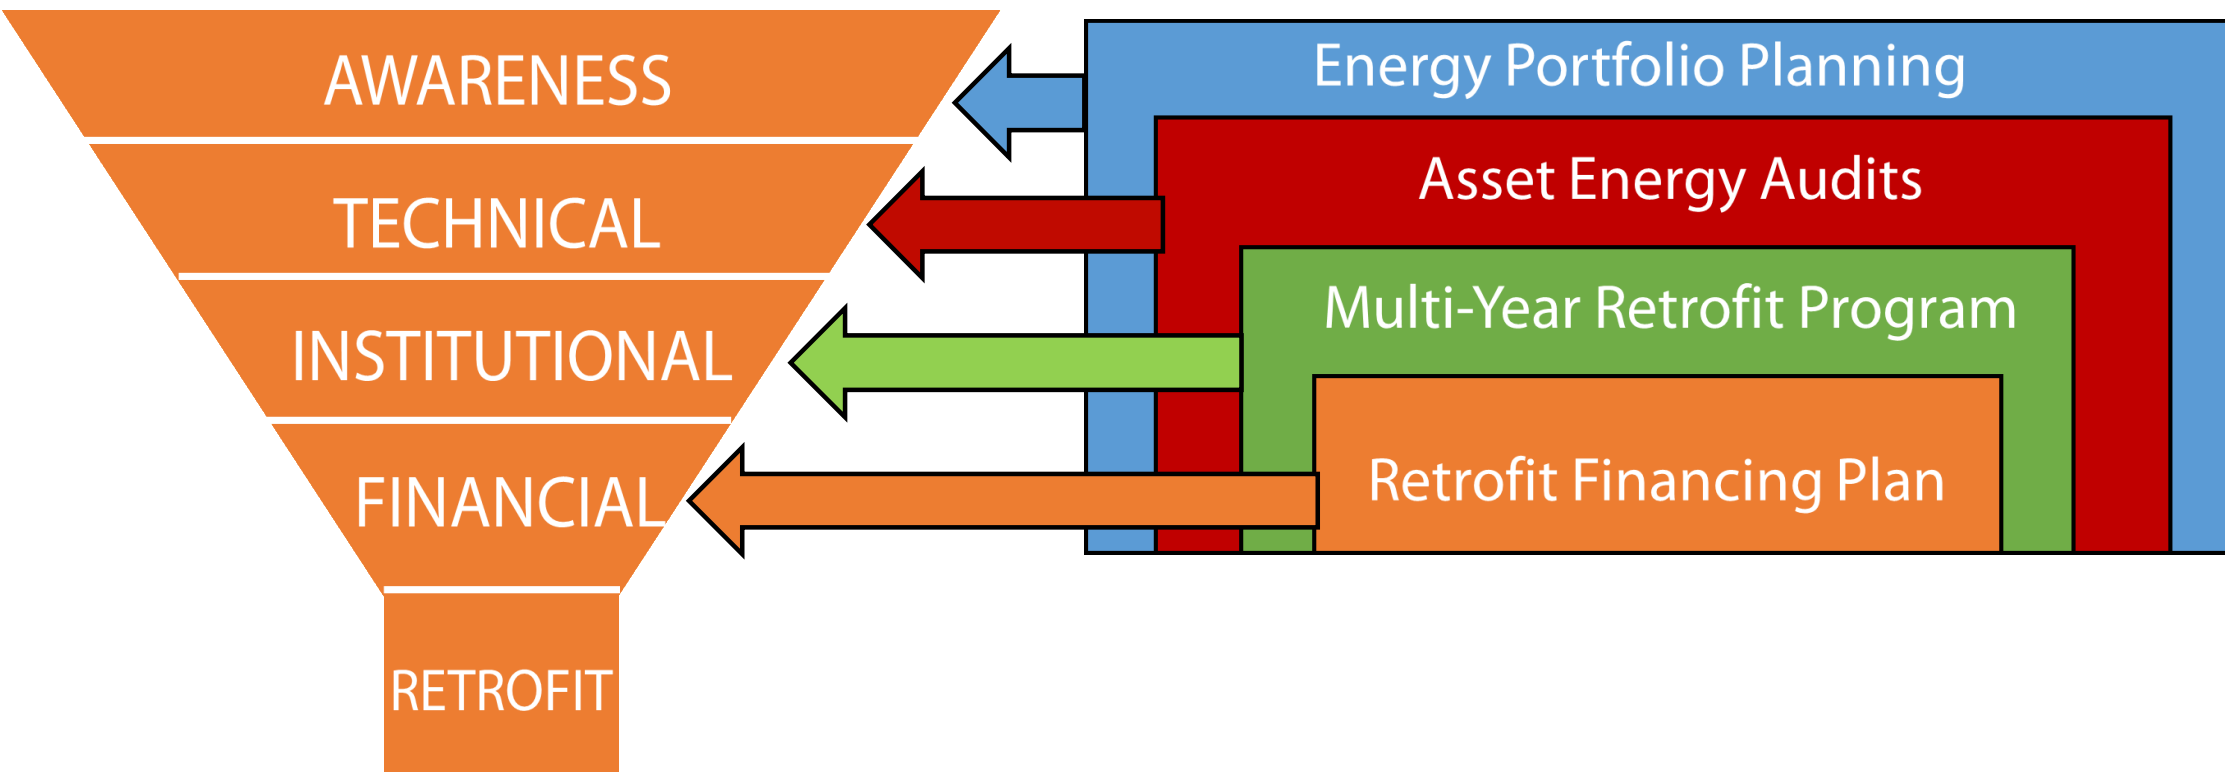 AWARENESS
TECHNICAL
INSTITUTIONAL
FINANCIAL
RETROFIT
Energy Portfolio Planning
Asset Energy Audits
Multi-Year Retrofit Program
Retrofit Financing Plan